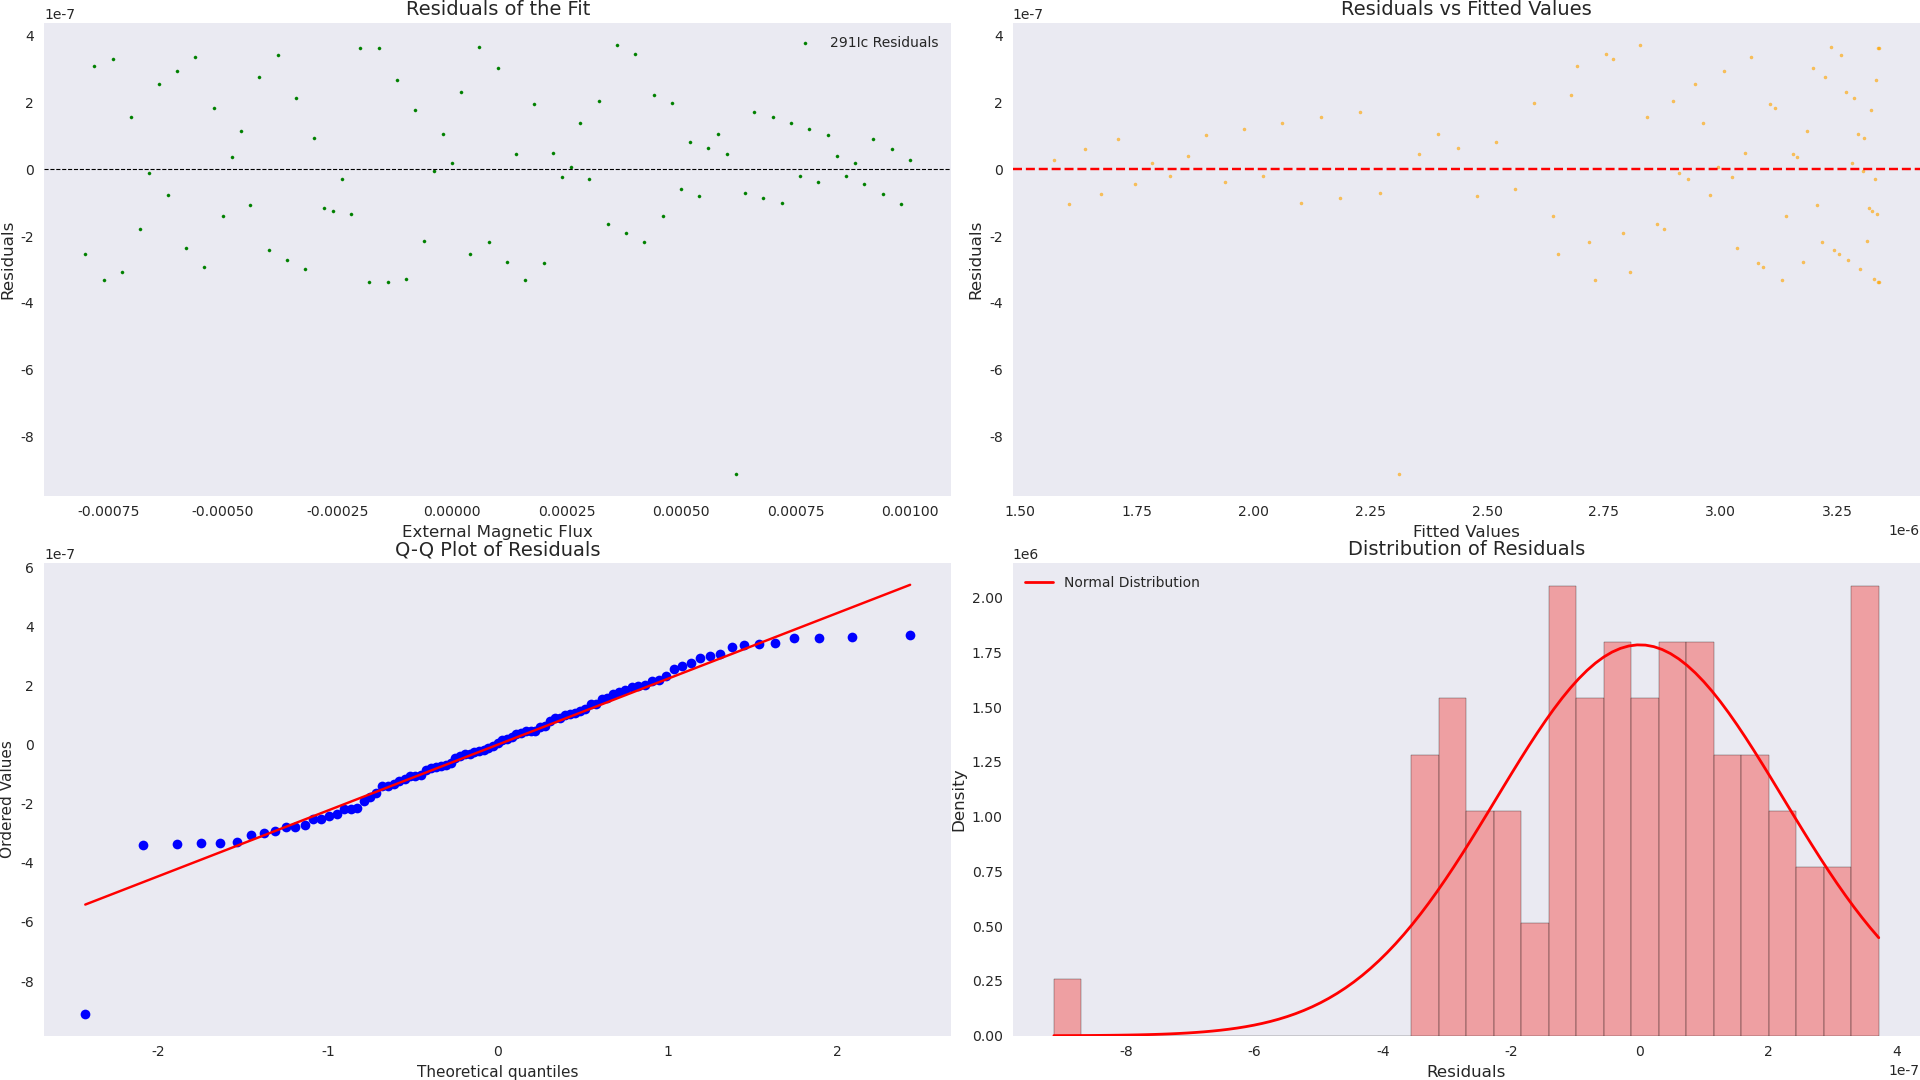 Residuals of the Fit
1e-7
4
2
0
-2
-4
-6
-8
Residuals
291Ic Residuals
-0.00075 -0.00050 -0.00025 0.00000 0.00025 0.00050 0.00075 0.00100
External Magnetic Flux
Residuals vs Fitted Values
1e-7
4
2
0
-2
-4
-6
-8
Residuals
1.50 1.75 2.00 2.25 2.50 2.75 3.00 3.25
1e-6
Fitted Values
Q-Q Plot of Residuals
1e-7
6
4
2
0
-2
-4
-6
-8
Ordered Values
-2 -1 0 1 2
Theoretical quantiles
Distribution of Residuals
1e6
Normal Distribution
2.00
1.75
1.50
1.25
1.00
0.75
0.50
0.25
0.00
Density
-8 -6 -4 -2 0 2 4
1e-7
Residuals